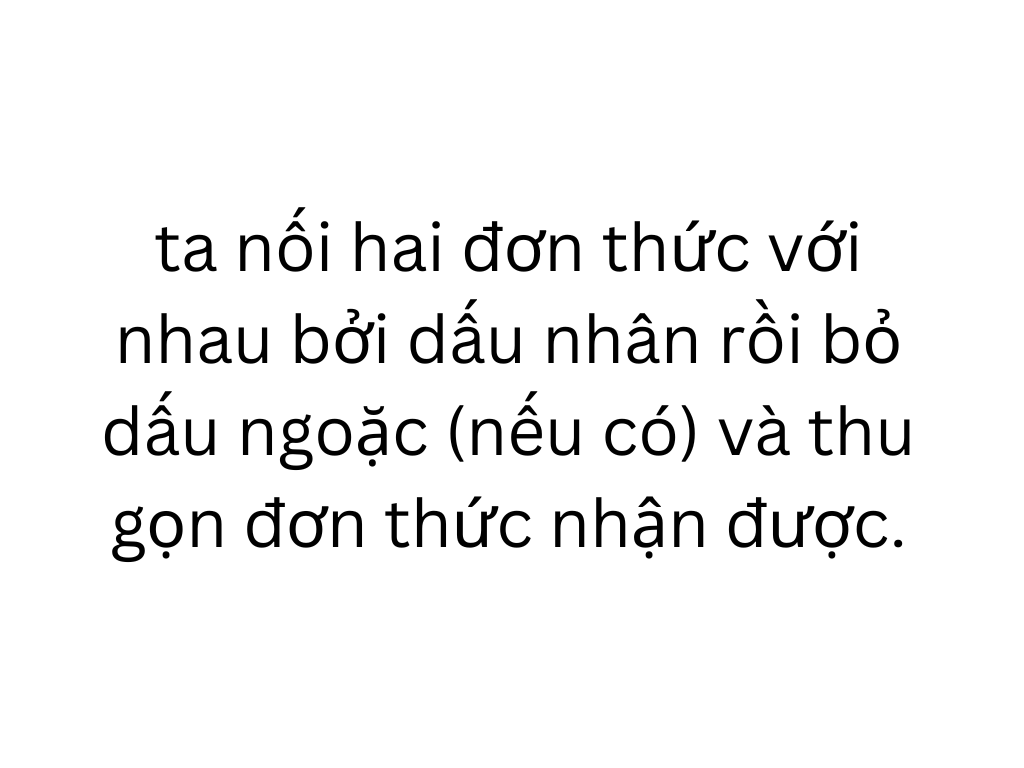 ta nối hai đơn thức với
nhau bởi dấu nhân rồi bỏ
dấu ngoặc (nếu có) và thu
gọn đơn thức nhận được.